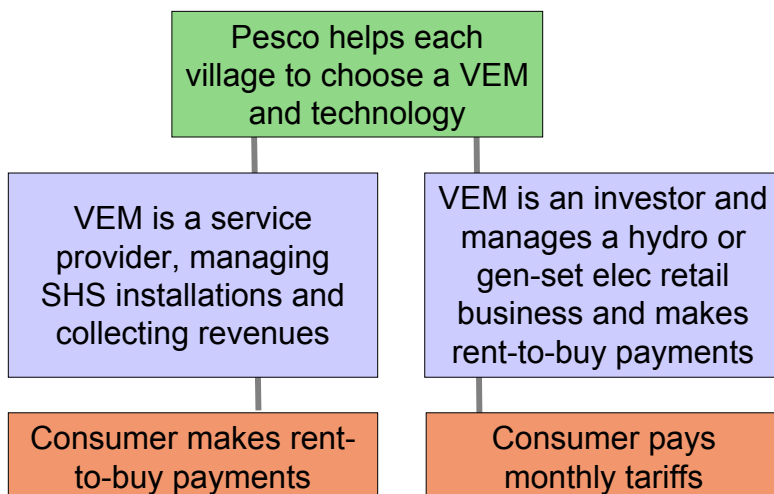 Pesco helps each
village to choose a VEM
and technology
VEM is a service
provider, managing
SHS installations and
collecting revenues
VEM is an investor and
manages a hydro or
gen-set elec retail
business and makes
rent-to-buy payments
Consumer makes rent-
to-buy payments
Consumer pays
monthly tariffs